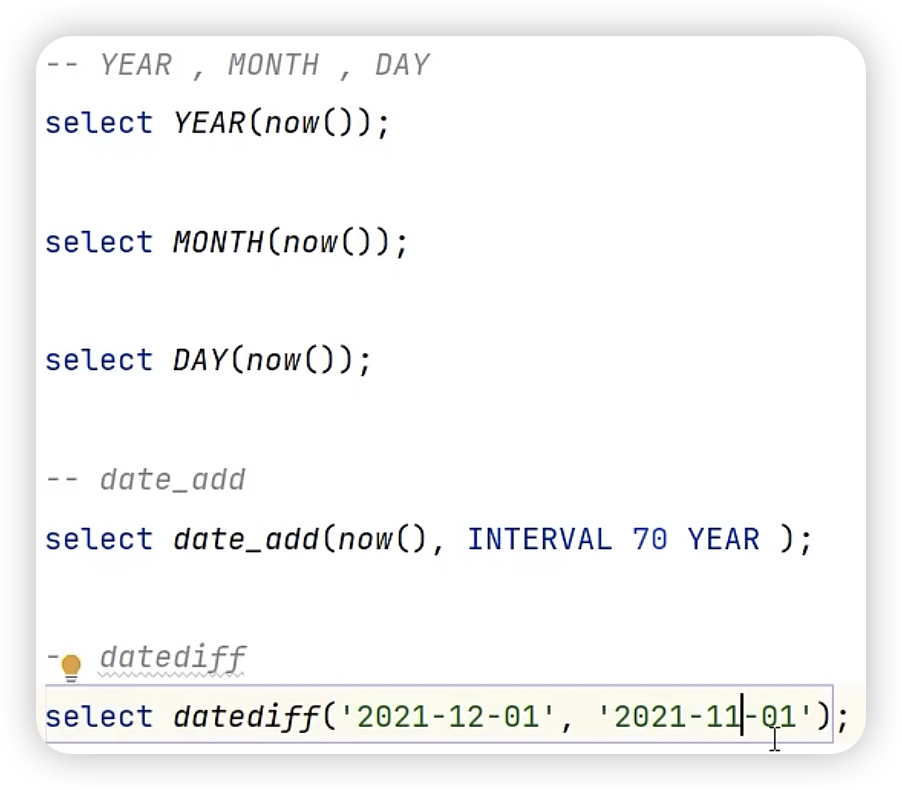 -- YEAR , MONTH , DAY
select YEAR(now());
select MONTH(now());
select DAY(now());
-- date_add
select date_add(now(), INTERVAL 70 YEAR );
- datediff
select datediff('2021-12-01', '2021-11-01');